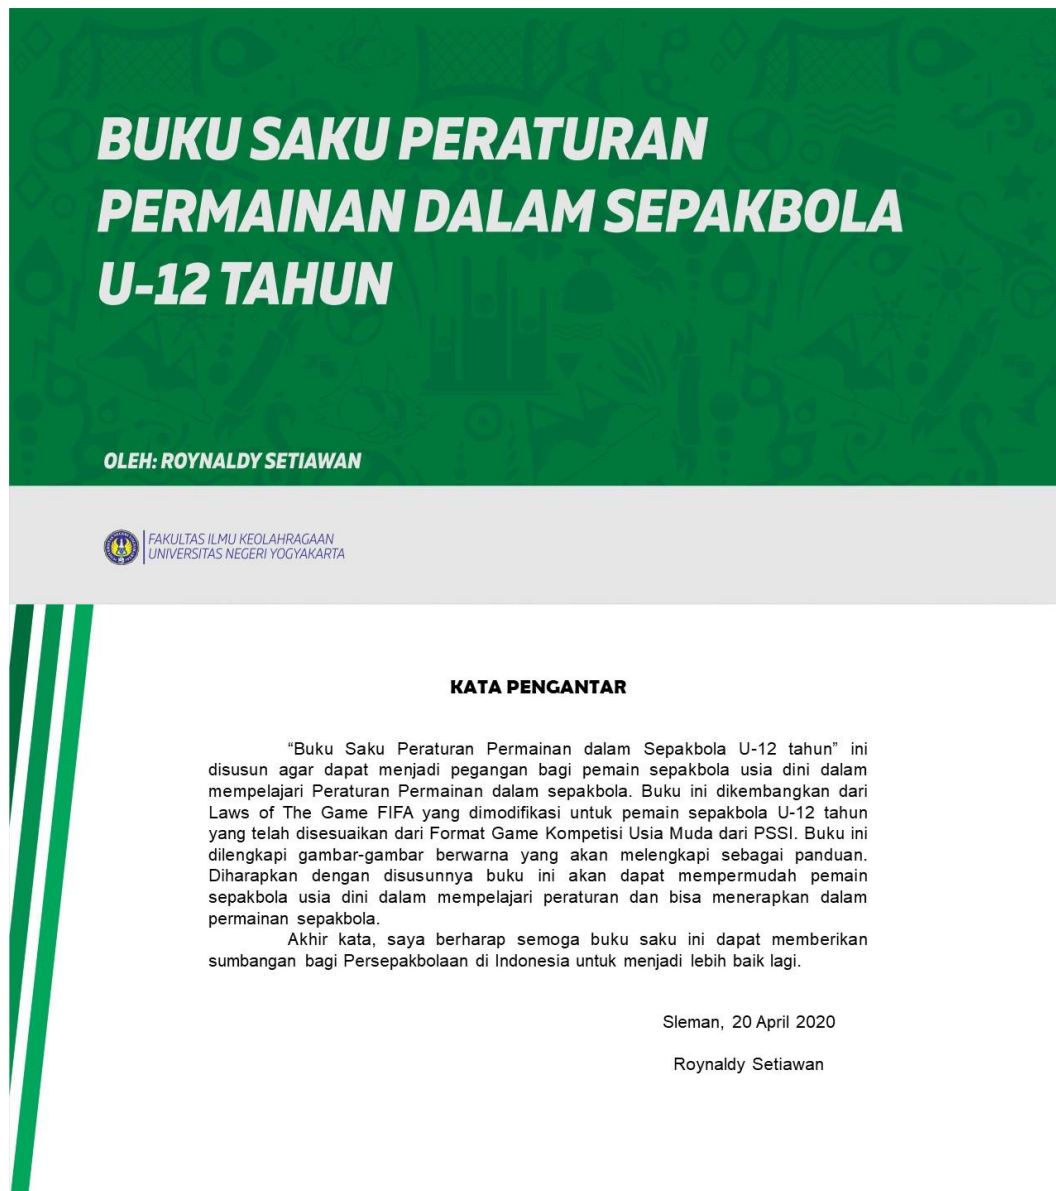 BUKU SAKU PERATURAN
PERMAINAN DALAM SEPAKBOLA
U-12 TAHUN
OLEH: ROYNALDY SETIAWAN
FAKULTAS ILMU KEOLAHRAGAAN
UNIVERSITAS NEGERI YOGYAKARTA
KATA PENGANTAR
“Buku Saku Peraturan Permainan dalam Sepakbola U-12 tahun” ini
disusun agar dapat menjadi pegangan bagi pemain sepakbola usia dini dalam
mempelajari Peraturan Permainan dalam sepakbola. Buku ini dikembangkan dari
Laws of The Game FIFA yang dimodifikasi untuk pemain sepakbola U-12 tahun
yang telah disesuaikan dari Format Game Kompetisi Usia Muda dari PSSI. Buku ini
dilengkapi gambar-gambar berwarna yang akan melengkapi sebagai panduan.
Diharapkan dengan disusunnya buku ini akan dapat mempermudah pemain
sepakbola usia dini dalam mempelajari peraturan dan bisa menerapkan dalam
permainan sepakbola.
Akhir kata, saya berharap semoga buku saku ini dapat memberikan
sumbangan bagi Persepakbolaan di Indonesia untuk menjadi lebih baik lagi.
Sleman, 20 April 2020
Roynaldy Setiawan